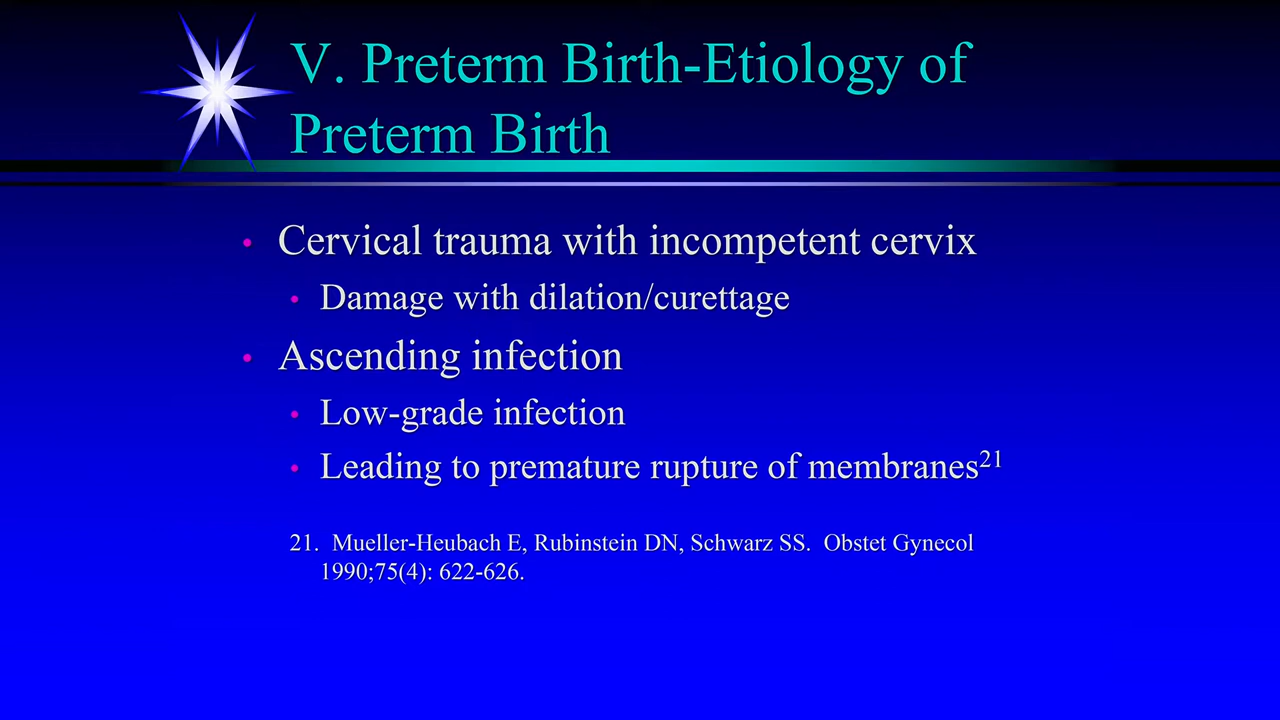 V. Preterm Birth-Etiology of
Preterm Birth
• Cervical trauma with incompetent cervix
• Damage with dilation/curettage
• Ascending infection
• Low-grade infection
• Leading to premature rupture of membranes21
21. Mueller-Heubach E, Rubinstein DN, Schwarz SS. Obstet Gynecol
1990;75(4): 622-626.